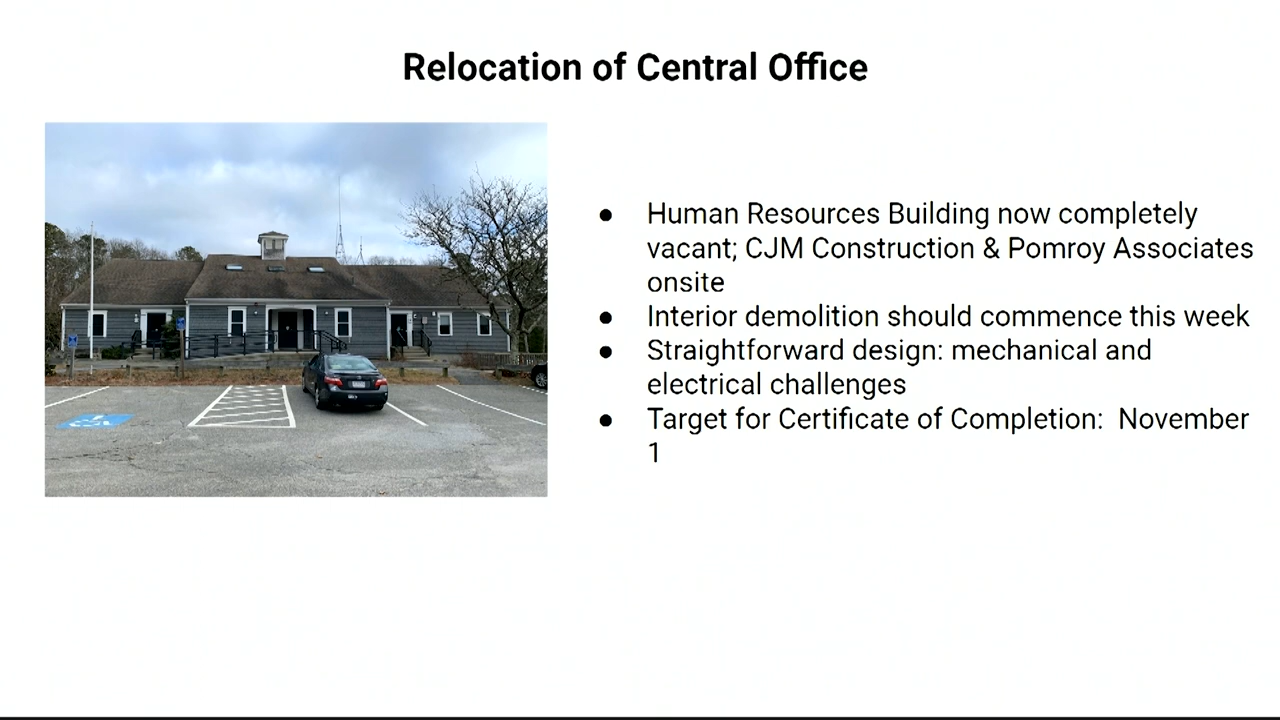 Relocation of Central Office
● Human Resources Building now completely
vacant; CJM Construction & Pomroy Associates
onsite
● Interior demolition should commence this week
● Straightforward design: mechanical and
electrical challenges
● Target for Certificate of Completion:  November
1